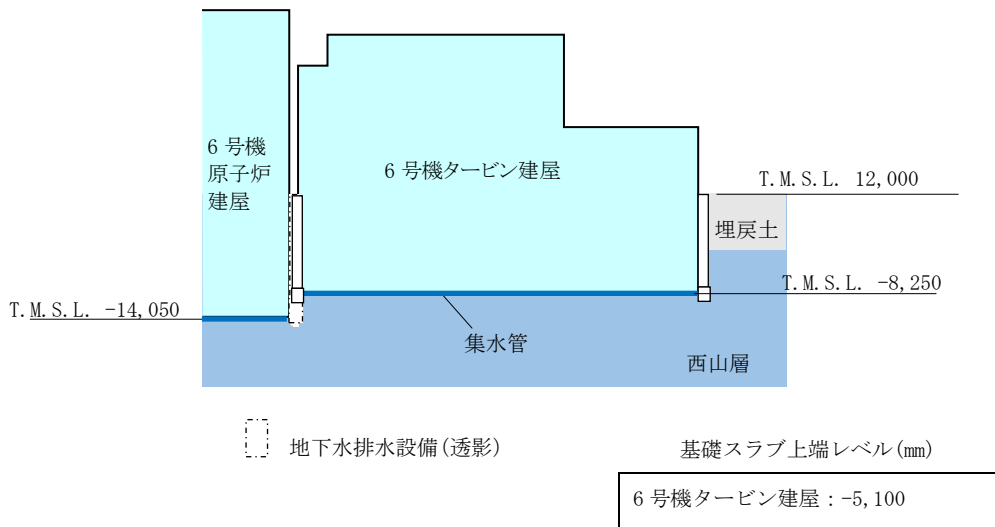 6 号機
原子炉
建屋
6 号機タービン建屋
T.M.S.L. 12,000
埋戻土
T.M.S.L. -8,250
T.M.S.L. -14,050
集水管
西山層
地下水排水設備(透影)
基礎スラブ上端レベル(㎜)
6 号機タービン建屋：-5,100